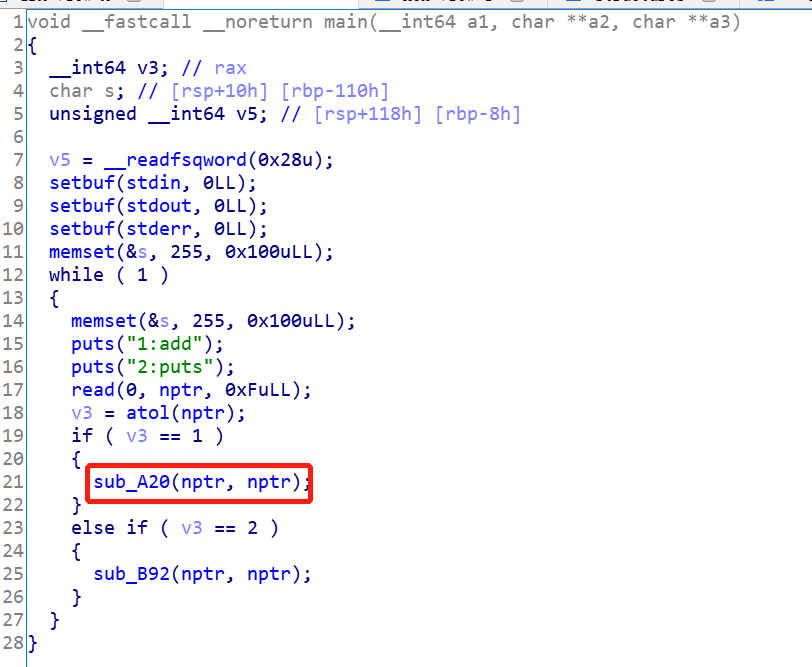 1 void __fastcall __noreturn main(__int64 a1, char **a2, char **a3)
2 {
3 __int64 v3; // rax
4 char s; // [rsp+10h] [rbp-110h]
5 unsigned __int64 v5; // [rsp+118h] [rbp-8h]
6
7 v5 = __readfsqword(0x28u);
8 setbuf(stdin, 0LL);
9 setbuf(stdout, 0LL);
10 setbuf(stderr, 0LL);
11 memset(&s, 255, 0x100uLL);
12 while ( 1 )
13 {
14 memset(&s, 255, 0x100uLL);
15 puts("1:add");
16 puts("2:puts");
17 read(0, nptr, 0xFuLL);
18 v3 = atol(nptr);
19 if ( v3 == 1 )
20 {
21 sub_A20(nptr, nptr);
22 }
23 else if ( v3 == 2 )
24 {
25 sub_B92(nptr, nptr);
26 }
27 }
28 }